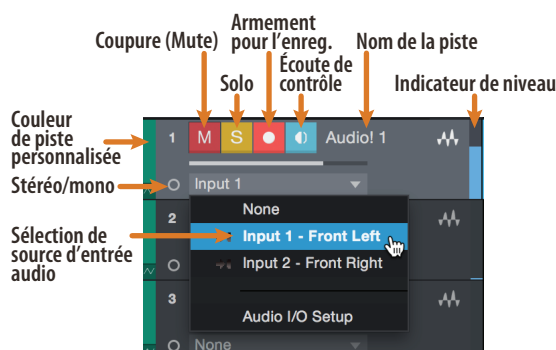 Armement
pour l'enreg.
Coupure (Mute)
Nom de la piste
Écoute de
contrôle
Solo
Indicateur de niveau
Couleur
de piste
personnalisée
1 M S Audio! 1
Stéréo/mono
Input 1
None
2
Sélection de
source d'entrée
audio
Input 1 - Front Left
Input 2 - Front Right
3
Audio I/O Setup
None